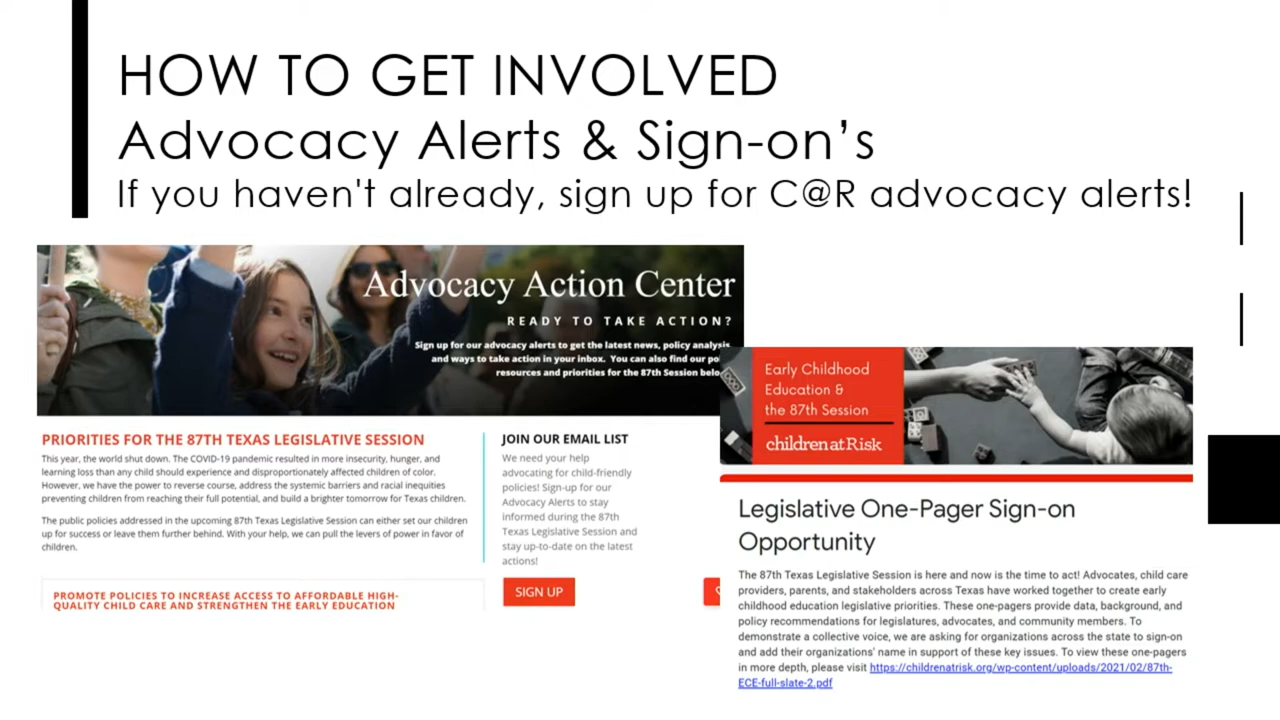 HOW TO GET INVOLVED
Advocacy Alerts & Sign-on’s
If you haven't already, sign up for C@R advocacy alerts!
Advocacy Action Center
READY TO TAKE ACTION?
Sign up for our advocacy alerts to get the latest news, policy analysis,
and ways to take action in your inbox. You can also find our
resources and priorities for the 87th Session
PRIORITIES FOR THE 87TH TEXAS LEGISLATIVE SESSION
This year, the world shut down. The COVID-19 pandemic resulted in more insecurity, hunger, and
learning loss than any child should experience and disproportionately affected children of color.
However, we have the power to reverse course, address the systemic barriers and racial inequities
preventing children from reaching their full potential, and build a brighter tomorrow for Texas children.
The public policies addressed in the upcoming 87th Texas Legislative Session can either set our children
up for success or leave them further behind. With your help, we can pull the levers of power in favor of
children.
PROMOTE POLICIES TO INCREASE ACCESS TO AFFORDABLE HIGH-
QUALITY CHILD CARE AND STRENGTHEN THE EARLY EDUCATION
JOIN OUR EMAIL LIST
We need your help
advocating for child-friendly
policies! Sign-up for our
Advocacy Alerts to stay
informed during the 87th
Texas Legislative Session and
stay up-to-date on the latest
actions!
SIGN UP
Early Childhood
Education &
the 87th Session
childrenatRisk
Legislative One-Pager Sign-on
Opportunity
The 87th Texas Legislative Session is here and now is the time to act! Advocates, child care
providers, parents, and stakeholders across Texas have worked together to create early
childhood education legislative priorities. These one-pagers provide data, background, and
policy recommendations for legislatures, advocates, and community members. To
demonstrate a collective voice, we are asking for organizations across the state to sign-on
and add their organizations' name in support of these key issues. To view these one-pagers
in more depth, please visit https://childrenatrisk.org/wp-content/uploads/2021/02/87th-
ECE-full-slate-2.pdf